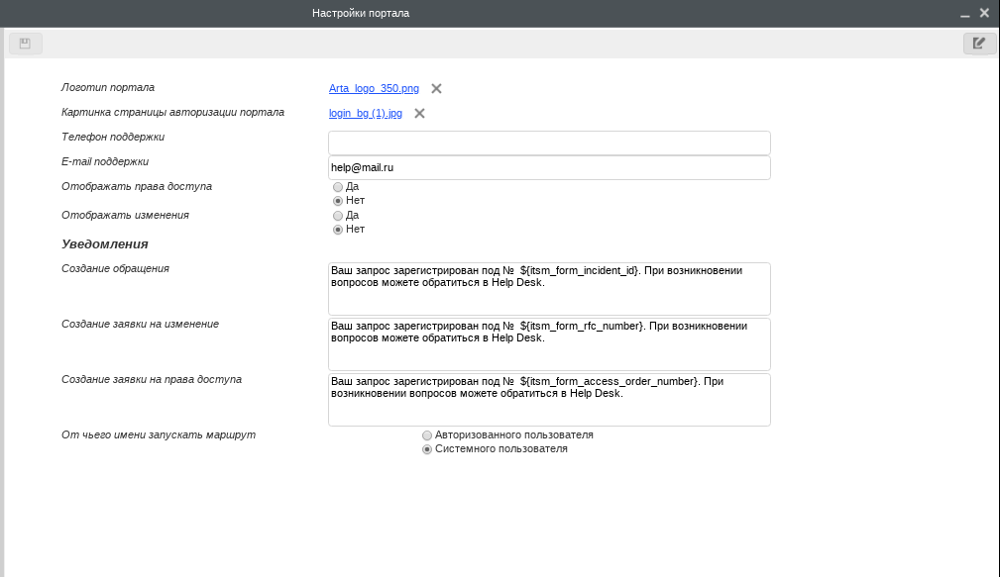 Настройки портала
Логотип портала
Arta_logo_350.png
Картинка страницы авторизации портала
login_bg (1).jpg
Телефон поддержки
E-mail поддержки
help@mail.ru
Отображать права доступа
Да
Нет
Отображать изменения
Да
Нет
Уведомления
Создание обращения
Ваш запрос зарегистрирован под №  ${itsm_form_incident_id}. При возникновении
вопросов можете обратиться в Help Desk.
Создание заявки на изменение
Ваш запрос зарегистрирован под №  ${itsm_form_rfc_number}. При возникновении
вопросов можете обратиться в Help Desk.
Создание заявки на права доступа
Ваш запрос зарегистрирован под №  ${itsm_form_access_order_number}. При
возникновении вопросов можете обратиться в Help Desk.
От чьего имени запускать маршрут
Авторизованного пользователя
Системного пользователя